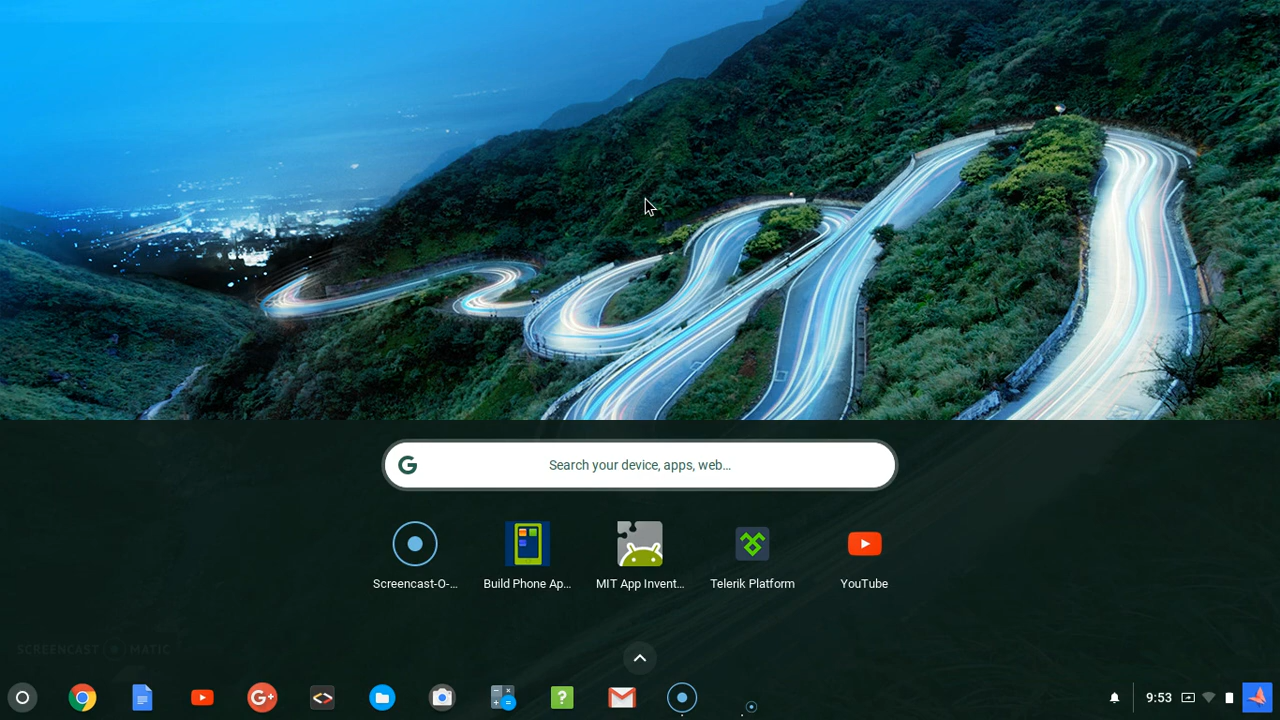 Search your device, apps, web...
Screencast-O-...
Build Phone Ap...
MIT App Invent...
Telerik Platform
YouTube
SCREENCAST-O-MATIC
9:53